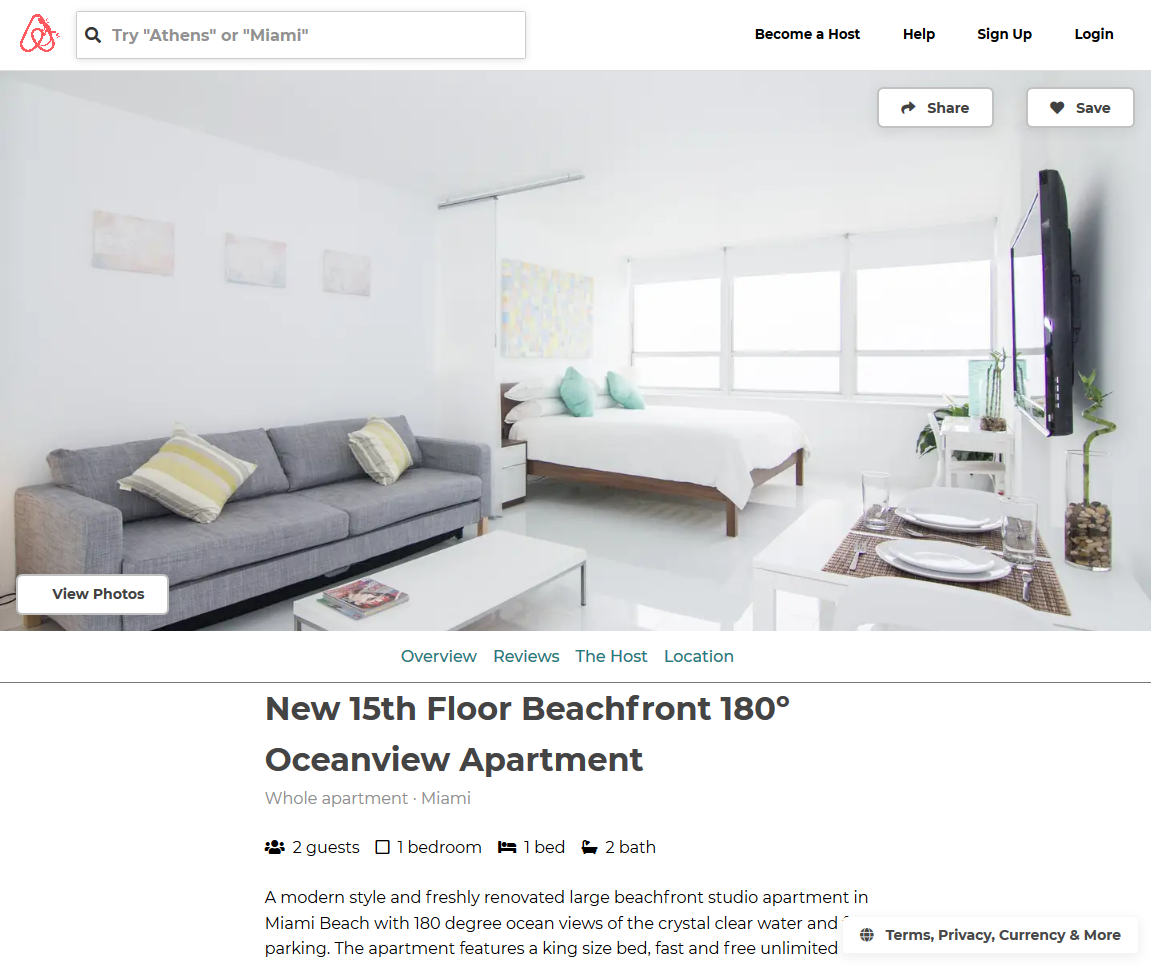 Try "Athens" or "Miami"
Become a Host
Help
Sign Up
Login
Share
Save
View Photos
Overview
Reviews
The Host
Location
New 15th Floor Beachfront 180º
Oceanview Apartment
Whole apartment · Miami
2 guests
1 bedroom
1 bed
2 bath
A modern style and freshly renovated large beachfront studio apartment in
Miami Beach with 180 degree ocean views of the crystal clear water and
parking. The apartment features a king size bed, fast and free unlimited
Terms, Privacy, Currency & More